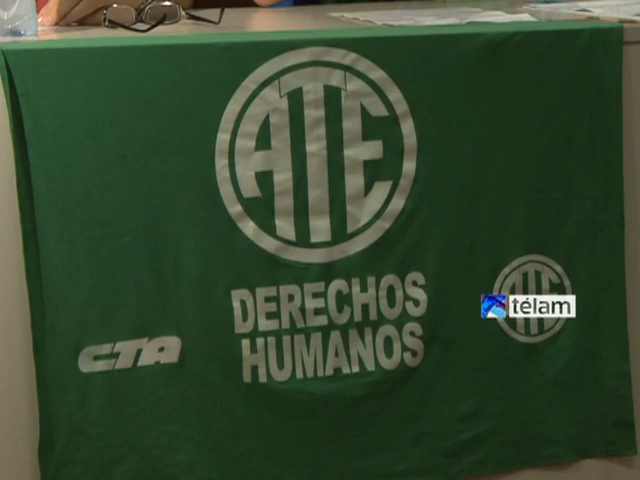 ATE
DERECHOS
HUMANOS
CTA
ATE
télam